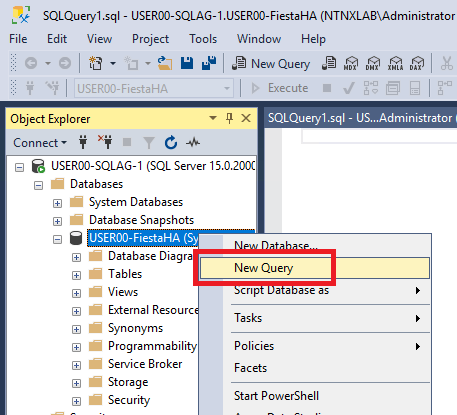 SQLQuery1.sql - USER00-SQLAG-1.USER00-FiestaHA (NTNXLAB\Administrator
File Edit View Project Tools Window Help
New Query MDX DMX XMLA DAX
USER00-FiestaHA Execute
Object Explorer
SQLQuery1.sql - US...Administrator (
Connect
USER00-SQLAG-1 (SQL Server 15.0.2000
Databases
System Databases
Database Snapshots
USER00-FiestaHA (Sy
Database Diagra
Tables
Views
External Resource
Synonyms
Programmability
Service Broker
Storage
Security
New Database...
New Query
Script Database as
Tasks
Policies
Facets
Start PowerShell